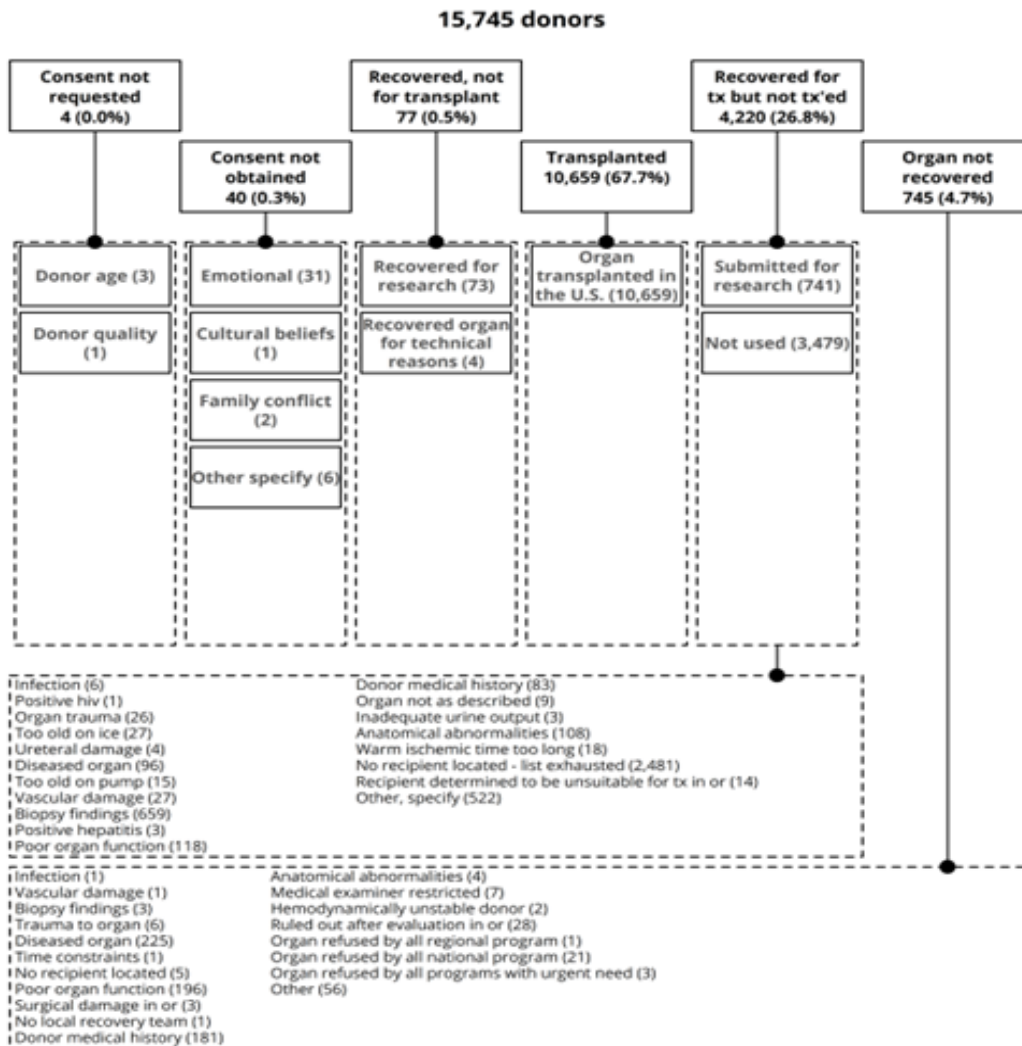 15,745 donors
Consent not
requested
4 (0.0%)
Recovered, not
for transplant
77 (0.5%)
Recovered for
tx but not tx'ed
4,220 (26.8%)
Consent not
obtained
40 (0.3%)
Transplanted
10,659 (67.7%)
Organ not
recovered
745 (4.7%)
Donor age (3)
Donor quality
(1)
Emotional (31)
Cultural beliefs
(1)
Family conflict
(2)
Other specify (6)
Recovered for
research (73)
Recovered organ
for technical
reasons (4)
Organ
transplanted in
the U.S. (10,659)
Submitted for
research (741)
Not used (3,479)
Infection (6)
Positive hiv (1)
Organ trauma (26)
Too old on ice (27)
Ureteral damage (4)
Diseased organ (96)
Too old on pump (15)
Vascular damage (27)
Biopsy findings (659)
Positive hepatitis (3)
Poor organ function (118)
Donor medical history (83)
Organ not as described (9)
Inadequate urine output (3)
Anatomical abnormalities (108)
Warm ischemic time too long (18)
No recipient located - list exhausted (2,481)
Recipient determined to be unsuitable for tx in or (14)
Other, specify (522)
Infection (1)
Vascular damage (1)
Biopsy findings (3)
Trauma to organ (6)
Diseased organ (225)
Time constraints (1)
No recipient located (5)
Poor organ function (196)
Surgical damage in or (3)
No local recovery team (1)
Donor medical history (181)
Anatomical abnormalities (4)
Medical examiner restricted (7)
Hemodynamically unstable donor (2)
Ruled out after evaluation in or (28)
Organ refused by all regional program (1)
Organ refused by all national program (21)
Organ refused by all programs with urgent need (3)
Other (56)